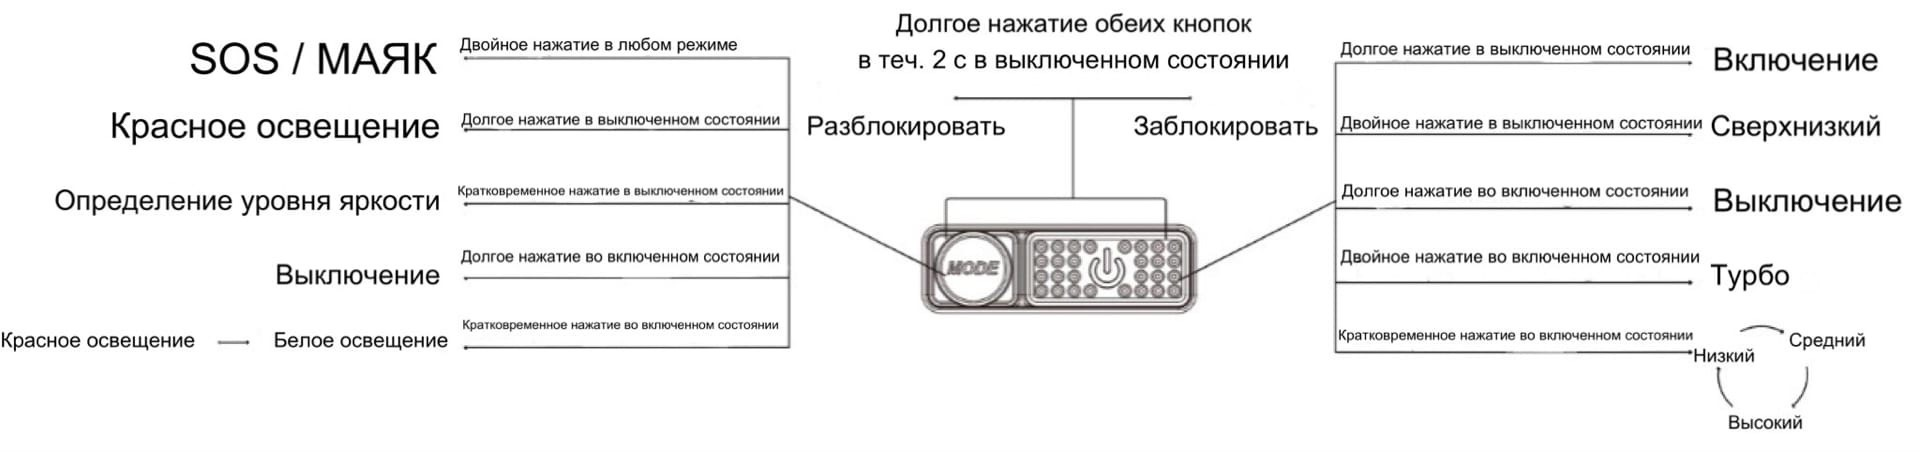 Долгое нажатие обеих кнопок
в теч. 2 с в выключенном состоянии
Разблокировать
Заблокировать
SOS / МАЯК
Двойное нажатие в любом режиме
Красное освещение
Долгое нажатие в выключенном состоянии
Определение уровня яркости
Кратковременное нажатие в выключенном состоянии
Выключение
Долгое нажатие во включенном состоянии
Красное освещение
Белое освещение
Кратковременное нажатие во включенном состоянии
MODE
Долгое нажатие в выключенном состоянии
Включение
Двойное нажатие в выключенном состоянии
Сверхнизкий
Долгое нажатие во включенном состоянии
Выключение
Двойное нажатие во включенном состоянии
Турбо
Кратковременное нажатие во включенном состоянии
Низкий
Средний
Высокий